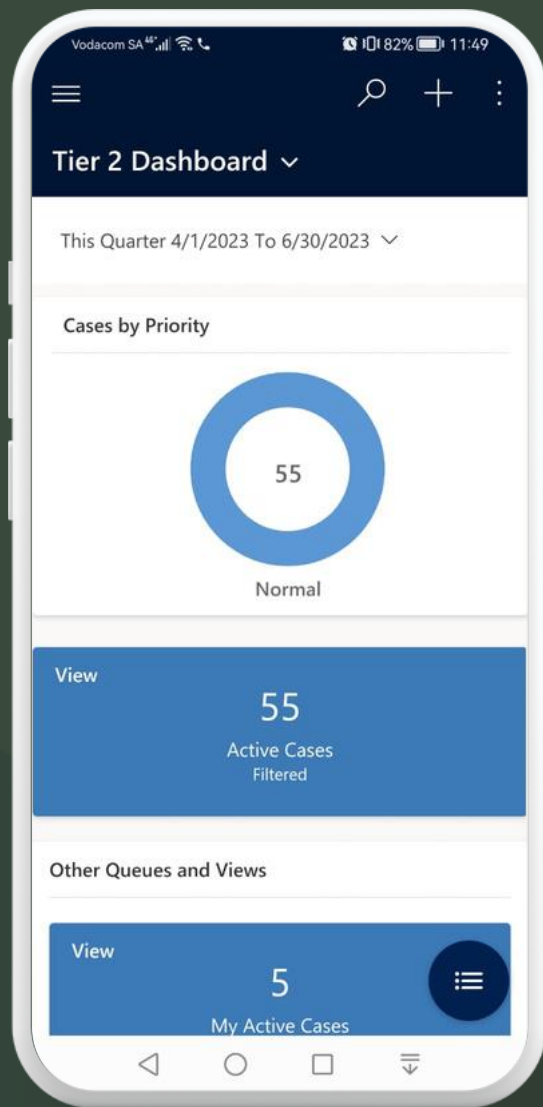 Vodacom SA 4G 82% 11:49
Tier 2 Dashboard
This Quarter 4/1/2023 To 6/30/2023
Cases by Priority
55
Normal
View
55
Active Cases
Filtered
Other Queues and Views
View
5
My Active Cases